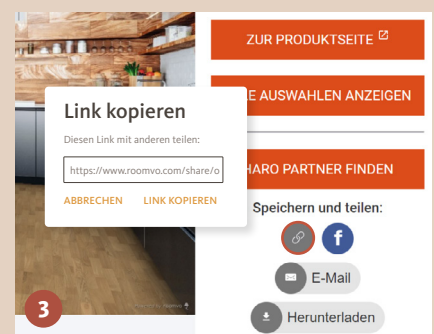 ZUR PRODUKTSEITE
LE AUSWAHLEN ANZEIGEN
HARO PARTNER FINDEN
Link kopieren
Diesen Link mit anderen teilen:
https://www.roomvo.com/share/o
ABBRECHEN LINK KOPIEREN
Speichern und teilen:
f
E-Mail
Herunterladen
3